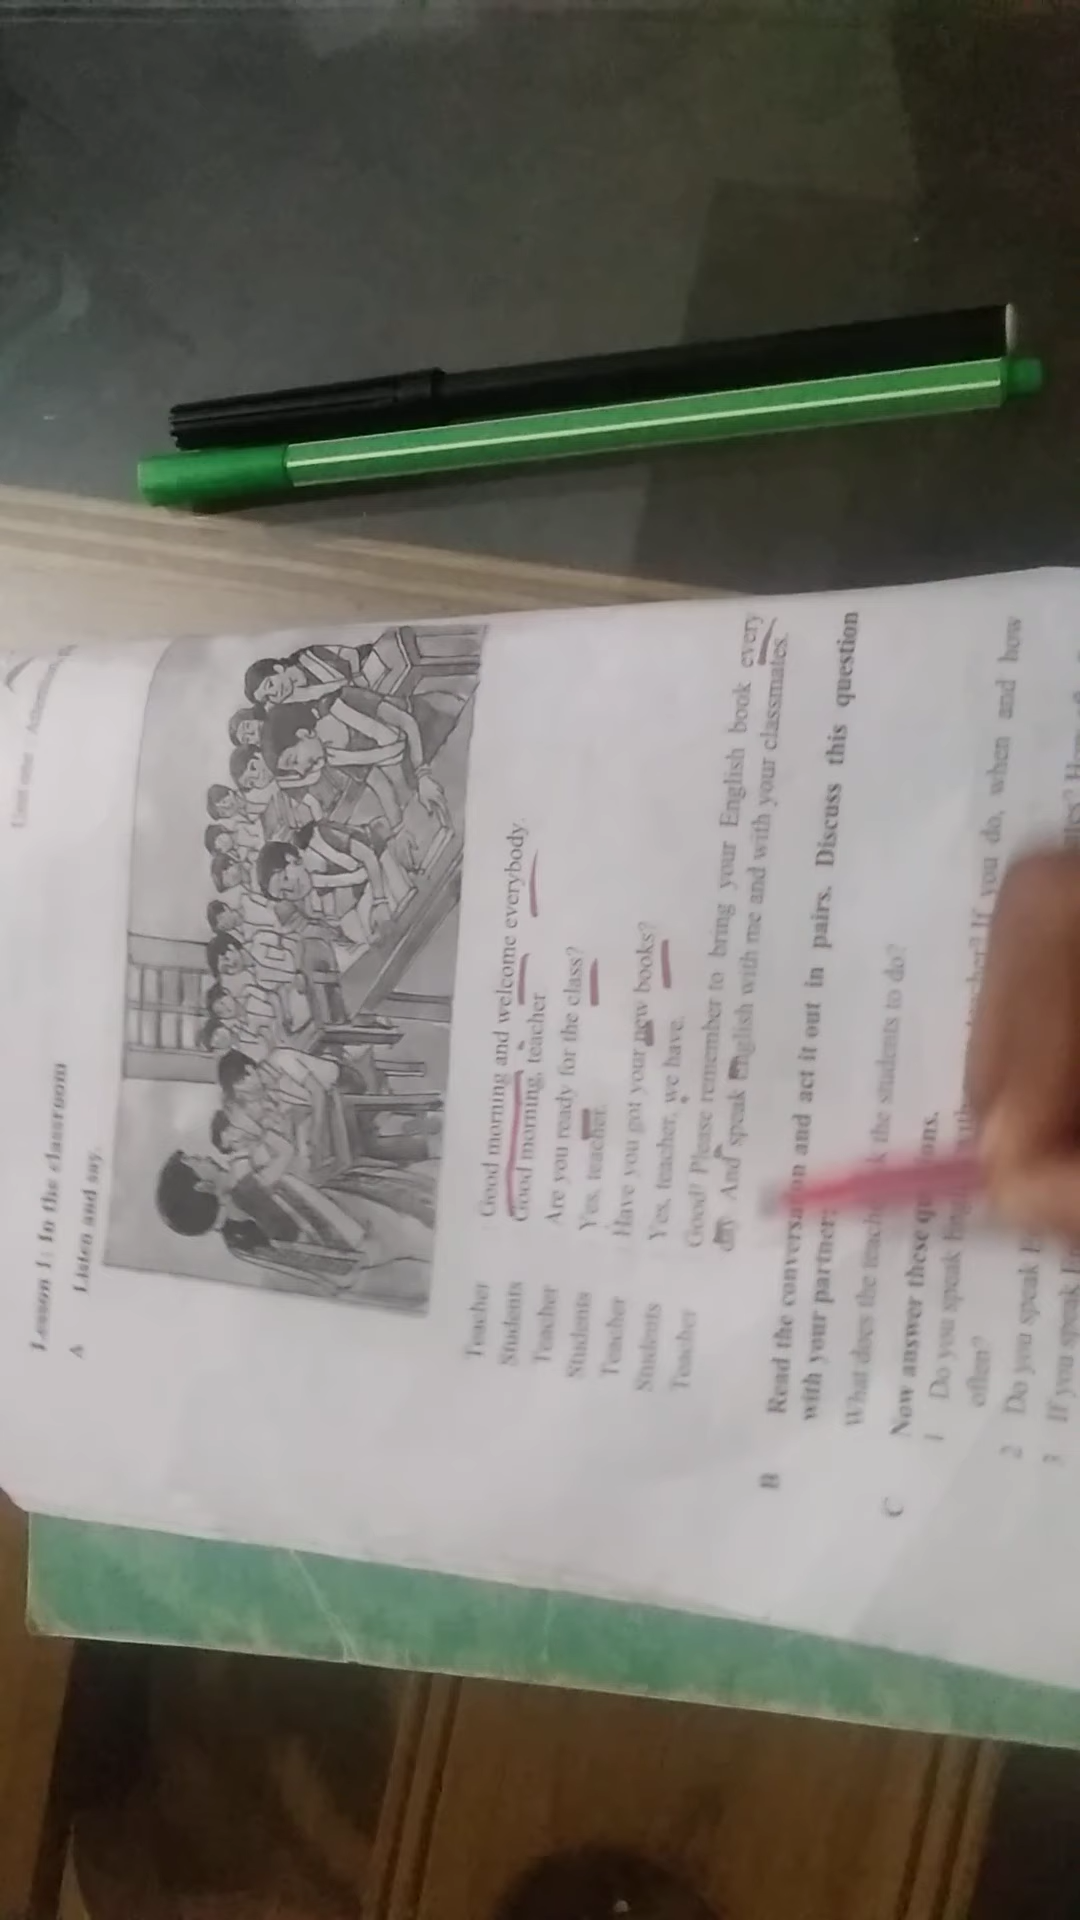 Unit one
Lesson 1: In the classroom
A Listen and say.
Teacher : Good morning and welcome everybody.
Students Good morning, teacher
Teacher Are you ready for the class?
Students Yes, teacher.
Teacher : Have you got your new books?
Students Yes, teacher, we have.
Teacher Good! Please remember to bring your English book every
day. And speak English with me and with your classmates.
B Read the conversation and act it out in pairs. Discuss this question
with your partner:
What does the the students to do?
C Now answer these
1 Do you speak If you do, when and how
often?
2 Do you speak
3 If you speak